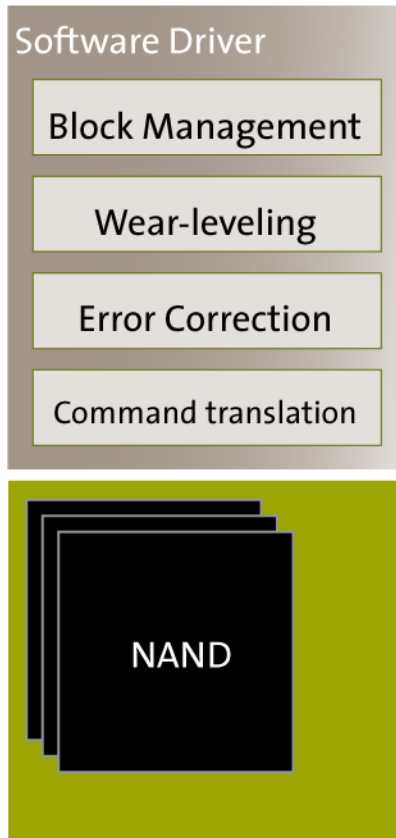 Software Driver
Block Management
Wear-leveling
Error Correction
Command translation
NAND